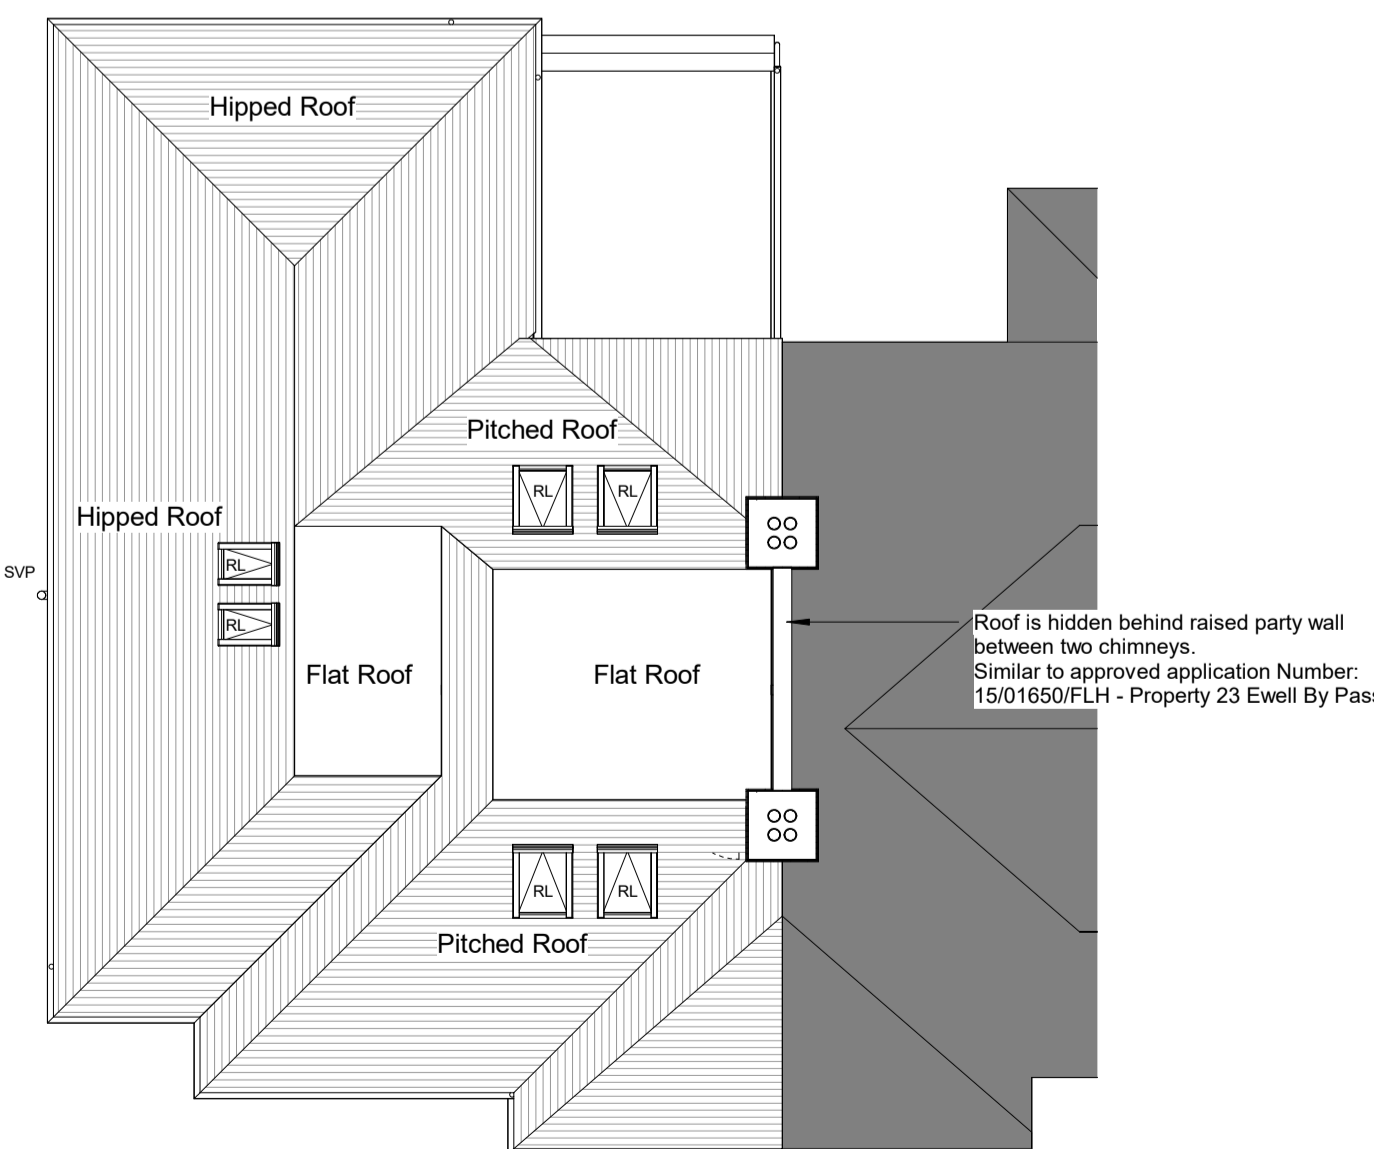 Hipped Roof
Pitched Roof
RL
RL
Hipped Roof
SVP
RL
RL
Roof is hidden behind raised party wall
between two chimneys.
Similar to approved application Number:
15/01650/FLH - Property 23 Ewell By Pas
Flat Roof
Flat Roof
RL
RL
Pitched Roof